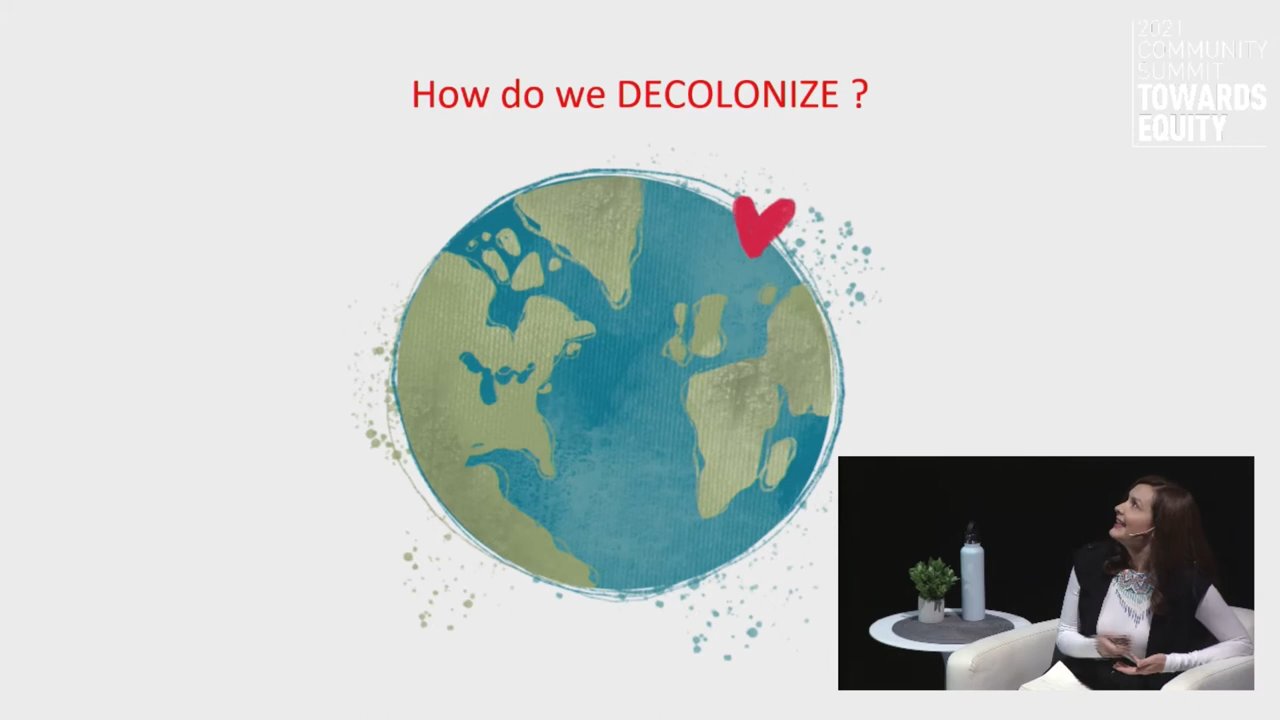 How do we DECOLONIZE ?
2021
COMMUNITY
SUMMIT
TOWARDS
EQUITY